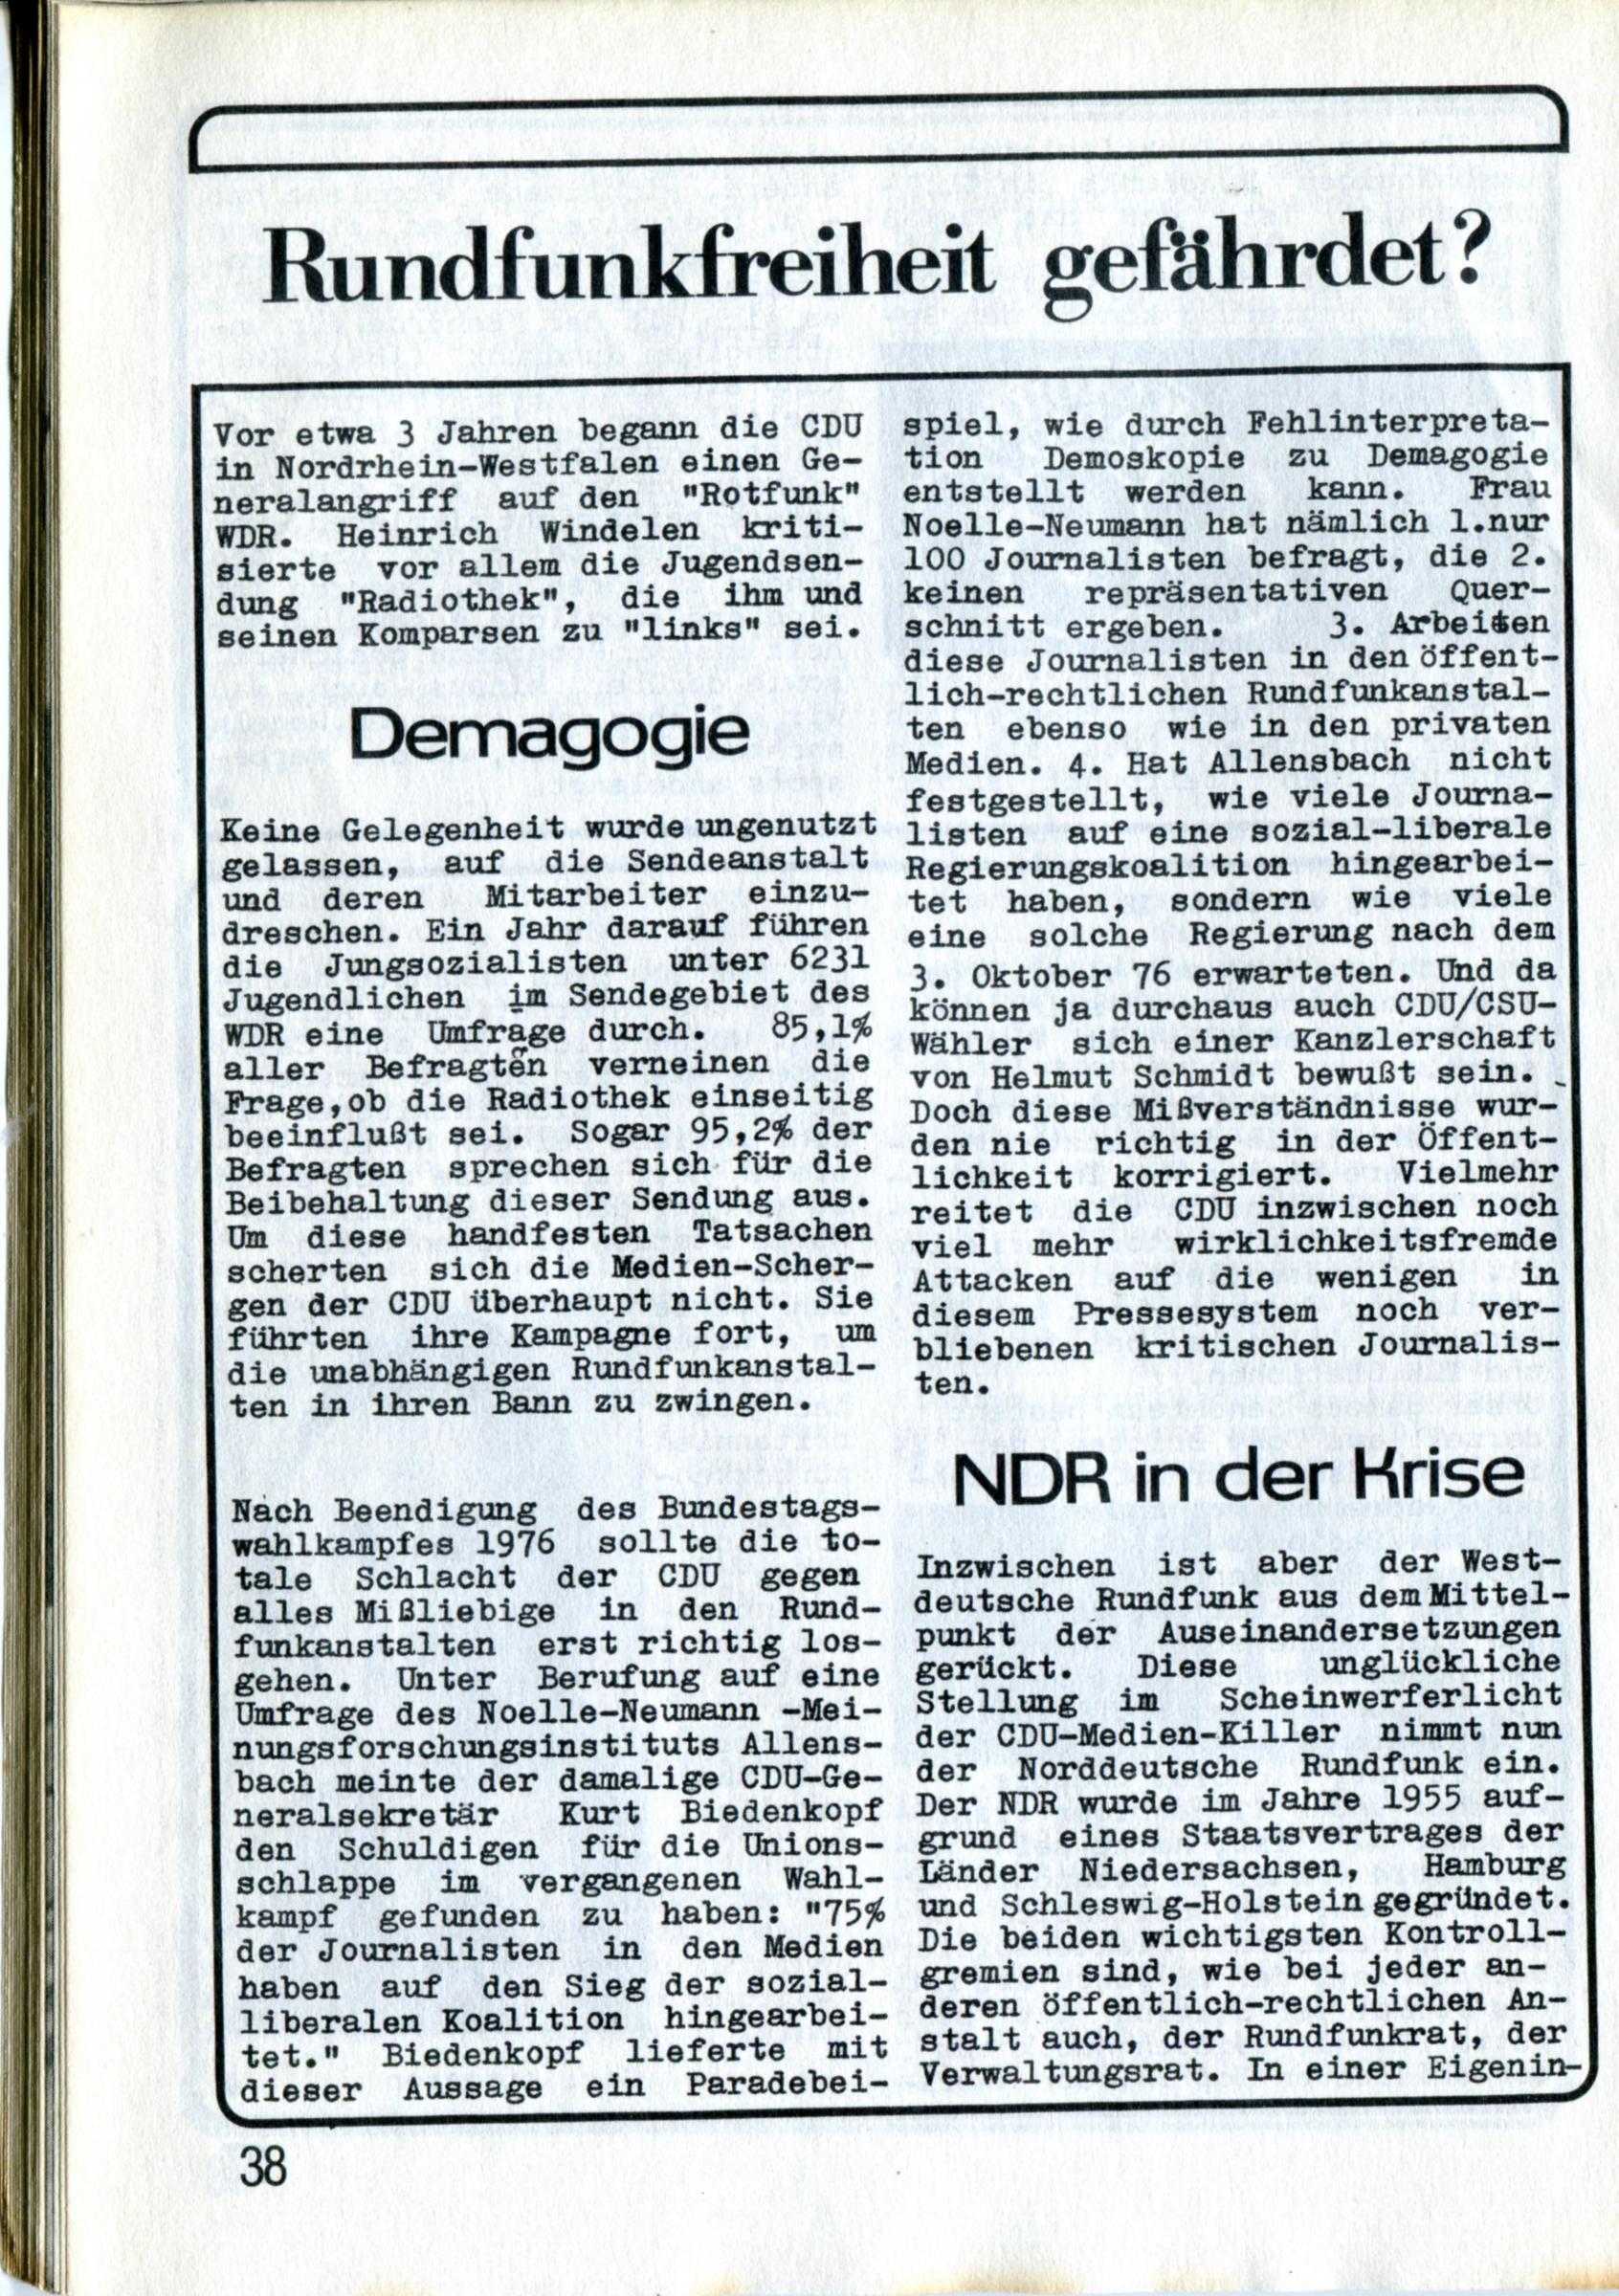 Rundfunkfreiheit gefährdet?
Vor etwa 3 Jahren begann die CDU
in Nordrhein-Westfalen einen Ge-
neralangriff auf den "Rotfunk"
WDR. Heinrich Windelen kriti-
sierte vor allem die Jugendsen-
dung "Radiothek", die ihm und
seinen Komparsen zu "links" sei.
Demagogie
Keine Gelegenheit wurde ungenutzt
gelassen, auf die Sendeanstalt
und deren Mitarbeiter einzu-
dreschen. Ein Jahr darauf führen
die Jungsozialisten unter 6231
Jugendlichen im Sendegebiet des
WDR eine Umfrage durch. 85,1%
aller Befragten verneinen die
Frage,ob die Radiothek einseitig
beeinflußt sei. Sogar 95,2% der
Befragten sprechen sich für die
Beibehaltung dieser Sendung aus.
Um diese handfesten Tatsachen
scherten sich die Medien-Scher-
gen der CDU überhaupt nicht. Sie
führten ihre Kampagne fort, um
die unabhängigen Rundfunkanstal-
ten in ihren Bann zu zwingen.
Nach Beendigung des Bundestags-
wahlkampfes 1976 sollte die to-
tale Schlacht der CDU gegen
alles Mißliebige in den Rund-
funkanstalten erst richtig los-
gehen. Unter Berufung auf eine
Umfrage des Noelle-Neumann -Mei-
nungsforschungsinstituts Allens-
bach meinte der damalige CDU-Ge-
neralsekretär Kurt Biedenkopf
den Schuldigen für die Unions-
schlappe im vergangenen Wahl-
kampf gefunden zu haben: "75%
der Journalisten in den Medien
haben auf den Sieg der sozial-
liberalen Koalition hingearbei-
tet." Biedenkopf lieferte mit
dieser Aussage ein Paradebei-
spiel, wie durch Fehlinterpreta-
tion Demoskopie zu Demagogie
entstellt werden kann. Frau
Noelle-Neumann hat nämlich 1.nur
100 Journalisten befragt, die 2.
keinen repräsentativen Quer-
schnitt ergeben. 3. Arbeiten
diese Journalisten in den öffent-
lich-rechtlichen Rundfunkanstal-
ten ebenso wie in den privaten
Medien. 4. Hat Allensbach nicht
festgestellt, wie viele Journa-
listen auf eine sozial-liberale
Regierungskoalition hingearbei-
tet haben, sondern wie viele
eine solche Regierung nach dem
3. Oktober 76 erwarteten. Und da
können ja durchaus auch CDU/CSU-
Wähler sich einer Kanzlerschaft
von Helmut Schmidt bewußt sein.
Doch diese Mißverständnisse wur-
den nie richtig in der Öffent-
lichkeit korrigiert. Vielmehr
reitet die CDU inzwischen noch
viel mehr wirklichkeitsfremde
Attacken auf die wenigen in
diesem Pressesystem noch ver-
bliebenen kritischen Journalis-
ten.
NDR in der Krise
Inzwischen ist aber der West-
deutsche Rundfunk aus dem Mittel-
punkt der Auseinandersetzungen
gerückt. Diese unglückliche
Stellung im Scheinwerferlicht
der CDU-Medien-Killer nimmt nun
der Norddeutsche Rundfunk ein.
Der NDR wurde im Jahre 1955 auf-
grund eines Staatsvertrages der
Länder Niedersachsen, Hamburg
und Schleswig-Holstein gegründet.
Die beiden wichtigsten Kontroll-
gremien sind, wie bei jeder an-
deren öffentlich-rechtlichen An-
stalt auch, der Rundfunkrat, der
Verwaltungsrat. In einer Eigenin-
38